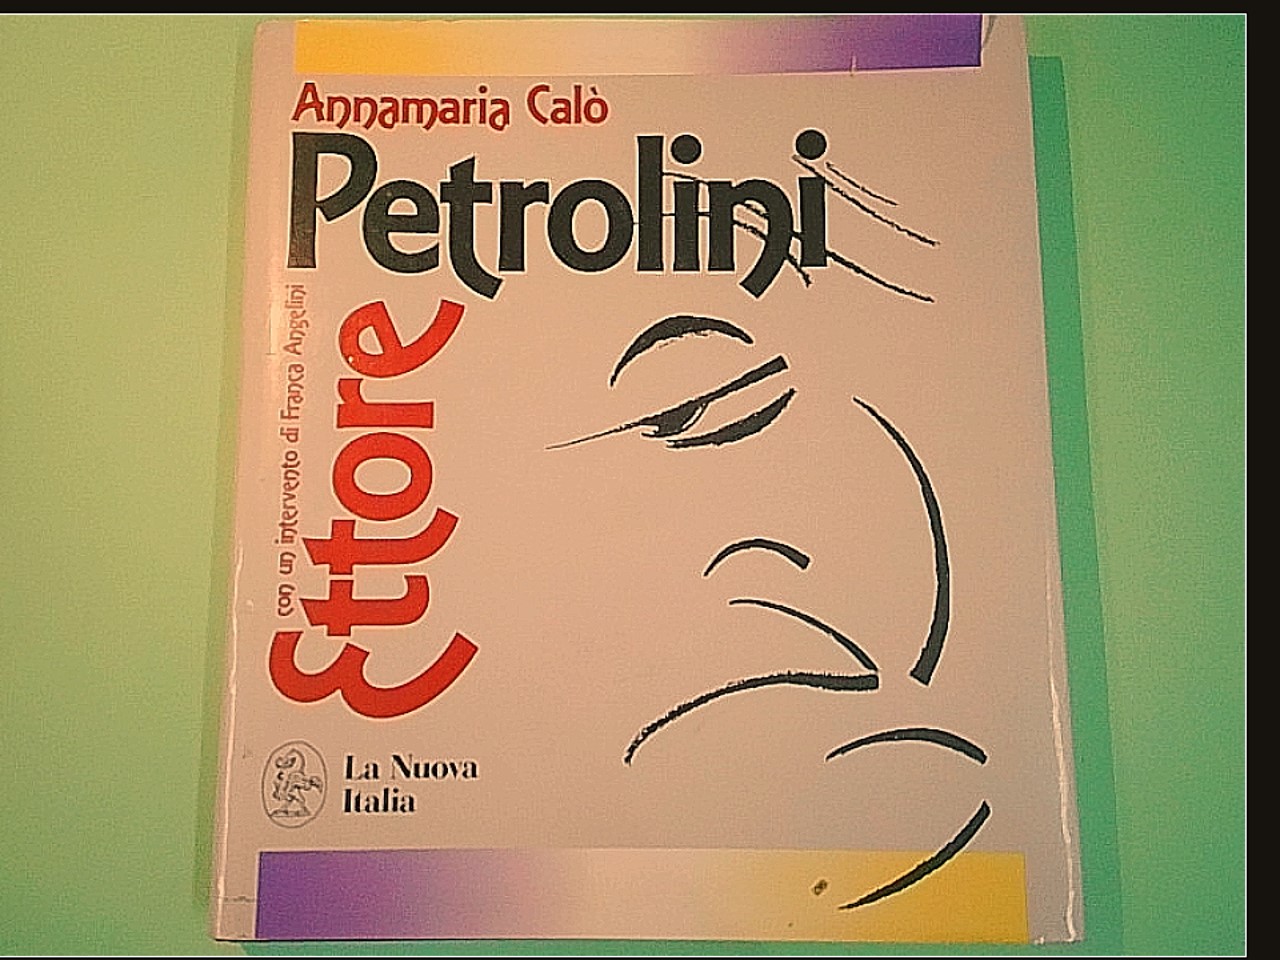 Annamaria Calò
Petrolini
Ettore
con un intervento di Franca Angelini
La Nuova
Italia